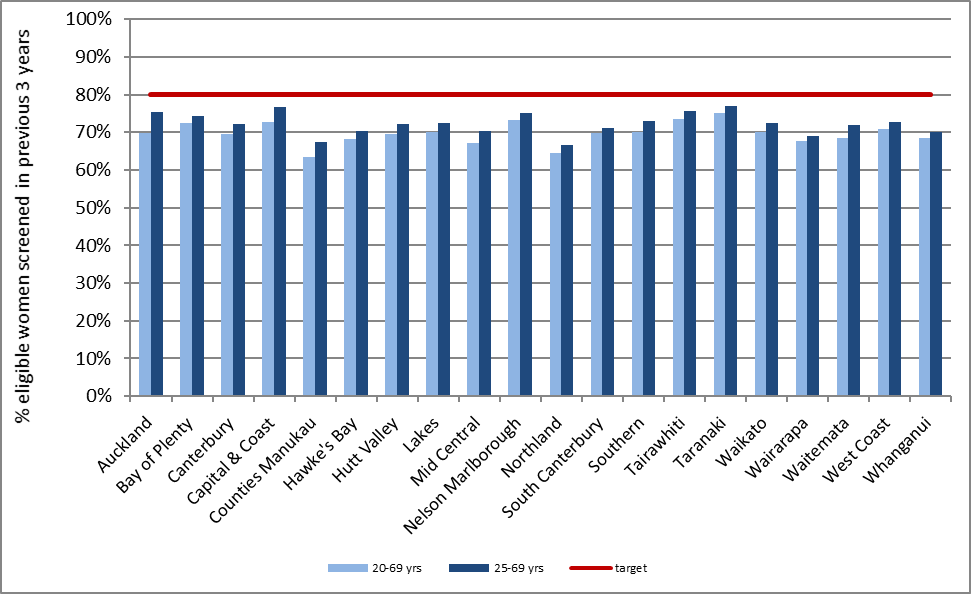 % eligible women screened in previous 3 years
100%
90%
80%
70%
60%
50%
40%
30%
20%
10%
0%
Auckland
Bay of Plenty
Canterbury
Capital & Coast
Counties Manukau
Hawke's Bay
Hutt Valley
Lakes
Mid Central
Nelson Marlborough
Northland
South Canterbury
Southern
Tairawhiti
Taranaki
Waikato
Wairarapa
Waitemata
West Coast
Whanganui
20-69 yrs
25-69 yrs
target